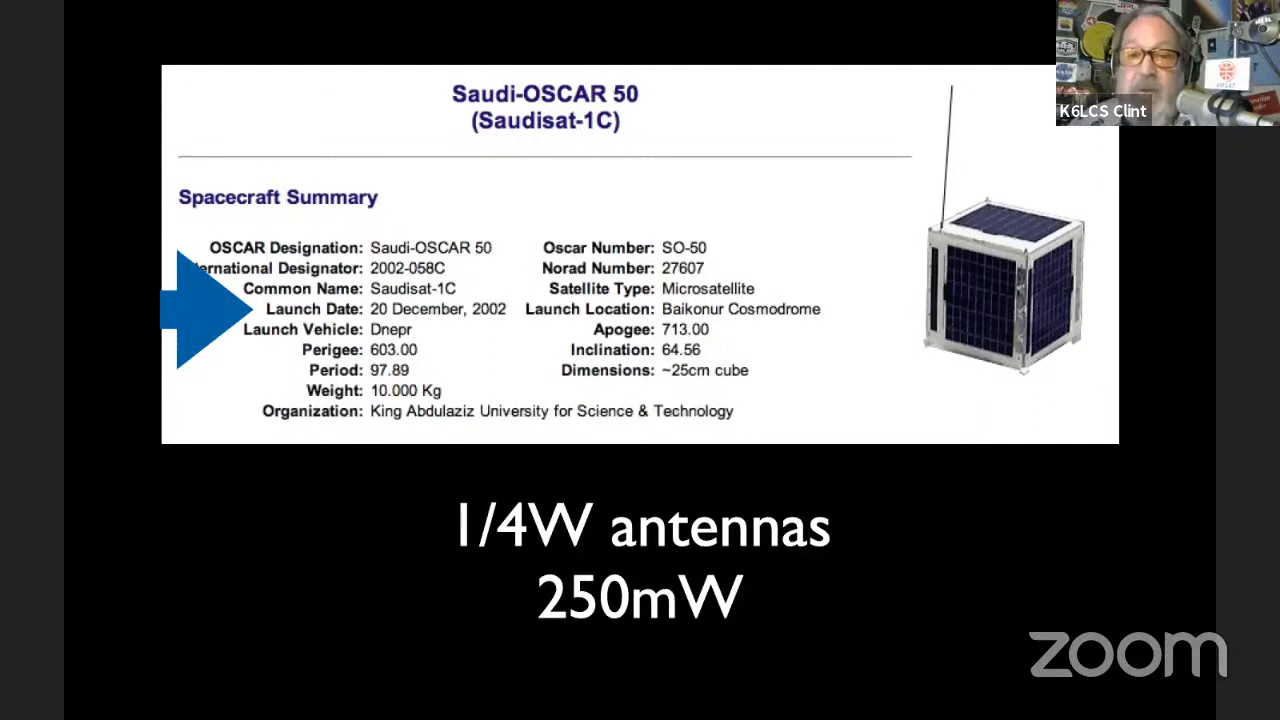 Saudi-OSCAR 50
(Saudisat-1C)
Spacecraft Summary
OSCAR Designation: Saudi-OSCAR 50 Oscar Number: SO-50
ernational Designator: 2002-058C Norad Number: 27607
Common Name: Saudisat-1C Satellite Type: Microsatellite
Launch Date: 20 December, 2002 Launch Location: Baikonur Cosmodrome
Launch Vehicle: Dnepr Apogee: 713.00
Perigee: 603.00 Inclination: 64.56
Period: 97.89 Dimensions: ~25cm cube
Weight: 10.000 Kg
Organization: King Abdulaziz University for Science & Technology
1/4W antennas
250mW
K6LCS Clint
JPL
AMSAT
zoom